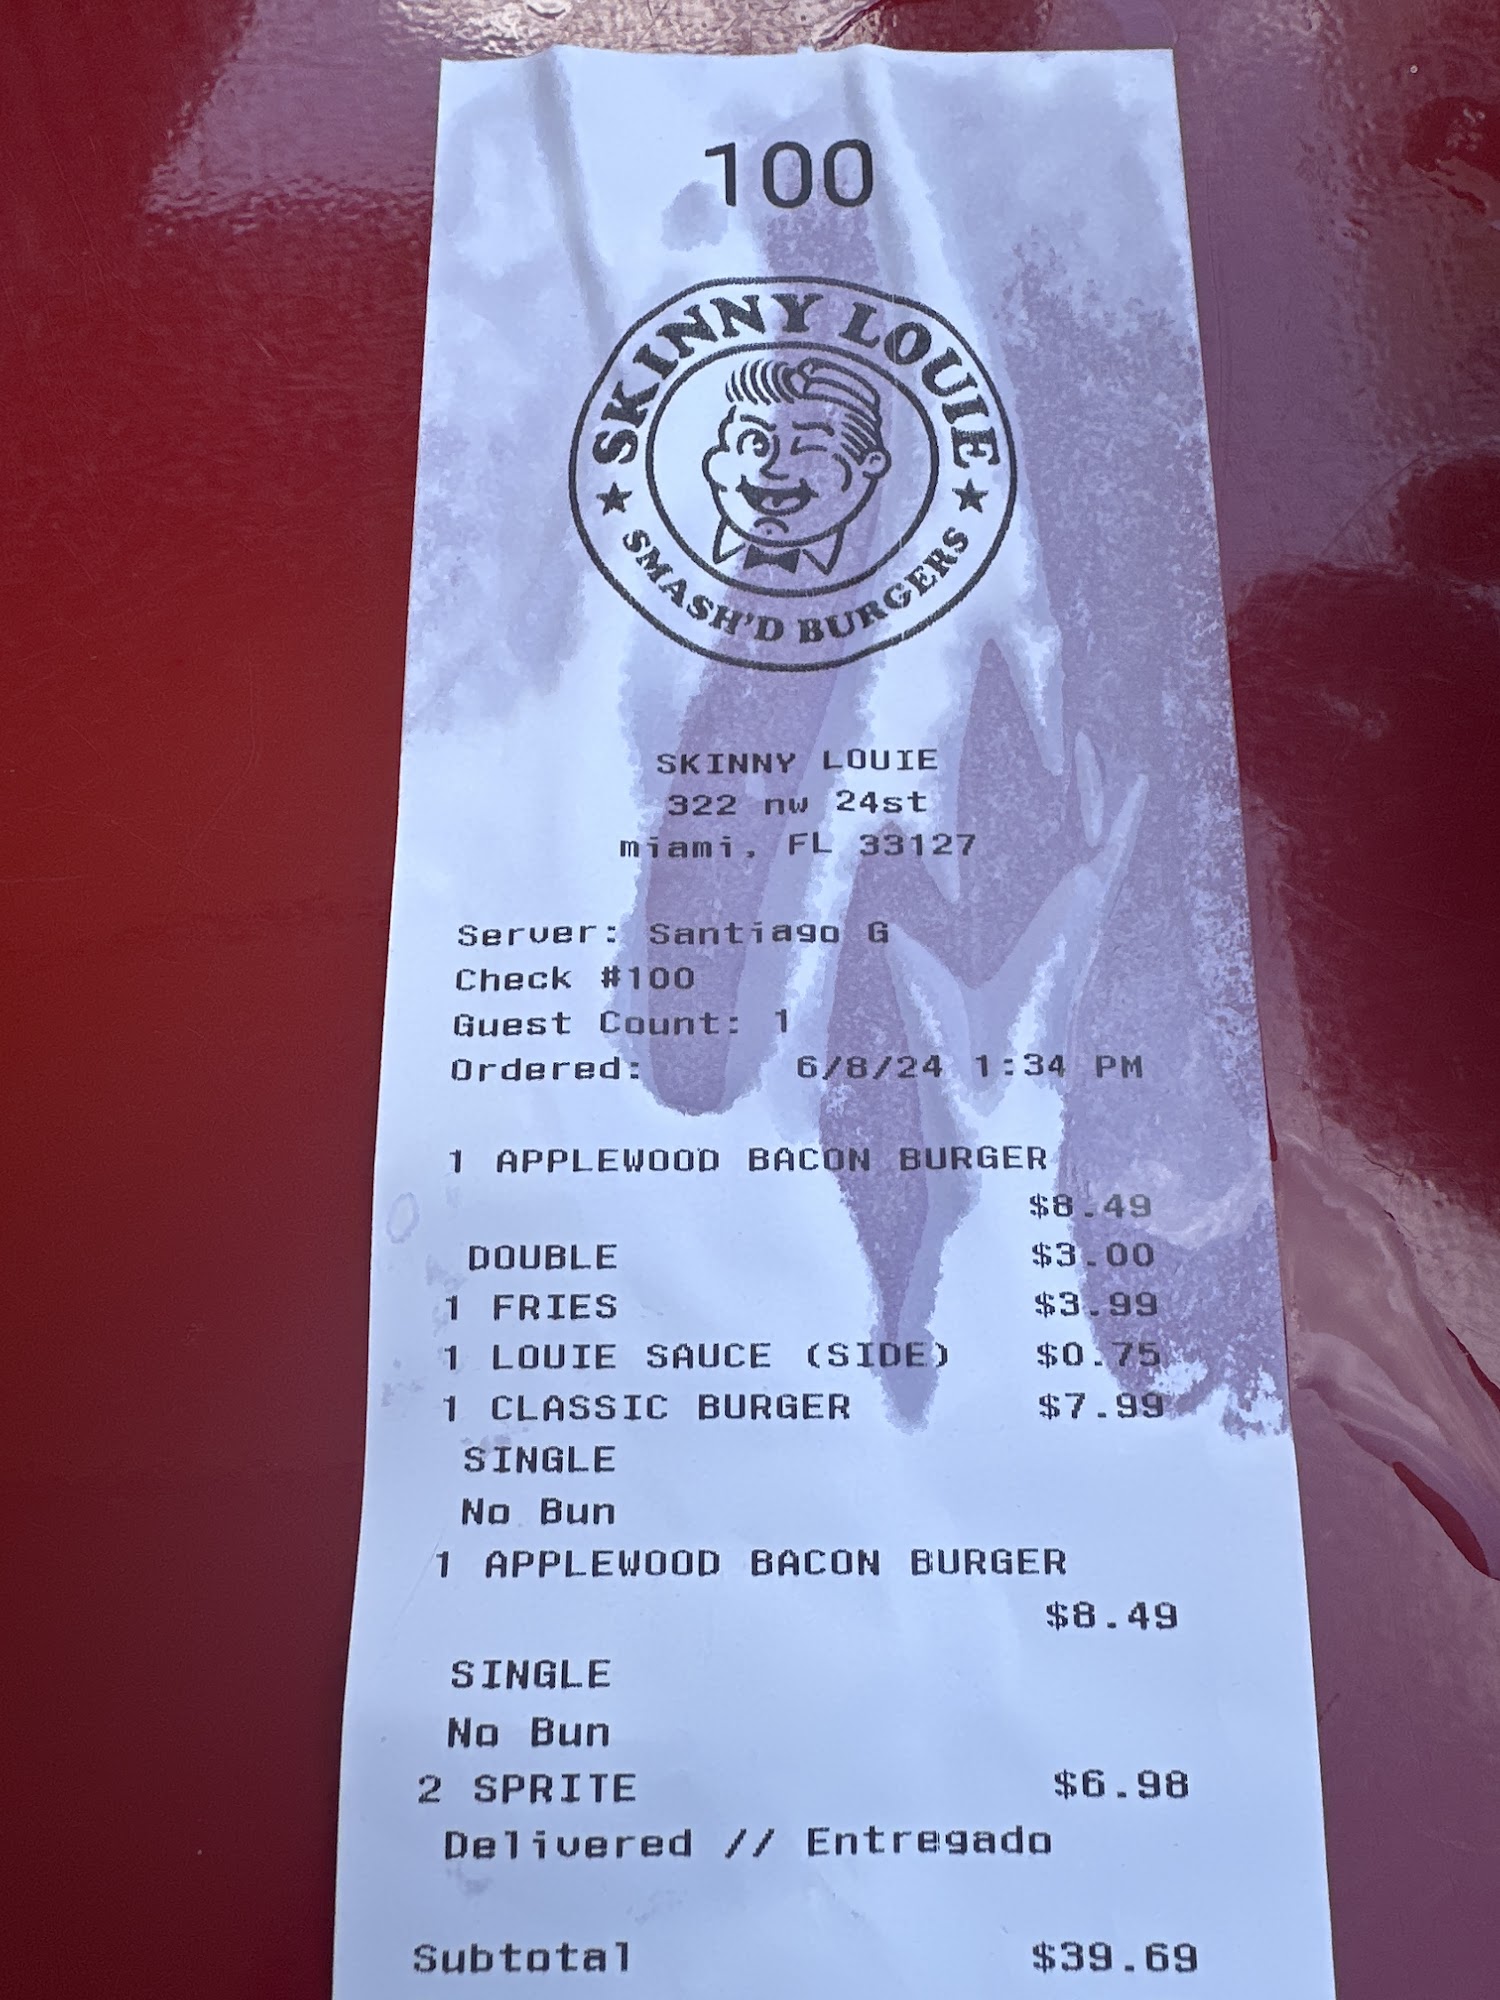 100
SKINNY LOUIE
SMASH'D BURGERS
SKINNY LOUIE
322 nw 24st
miami, FL 33127
Server: Santiago G
Check #100
Guest Count: 1
Ordered: 6/8/24 1:34 PM
1 APPLEWOOD BACON BURGER
$8.49
DOUBLE $3.00
1 FRIES $3.99
1 LOUIE SAUCE (SIDE) $0.75
1 CLASSIC BURGER $7.99
SINGLE
No Bun
1 APPLEWOOD BACON BURGER
$8.49
SINGLE
No Bun
2 SPRITE $6.98
Delivered // Entregado
Subtotal $39.69